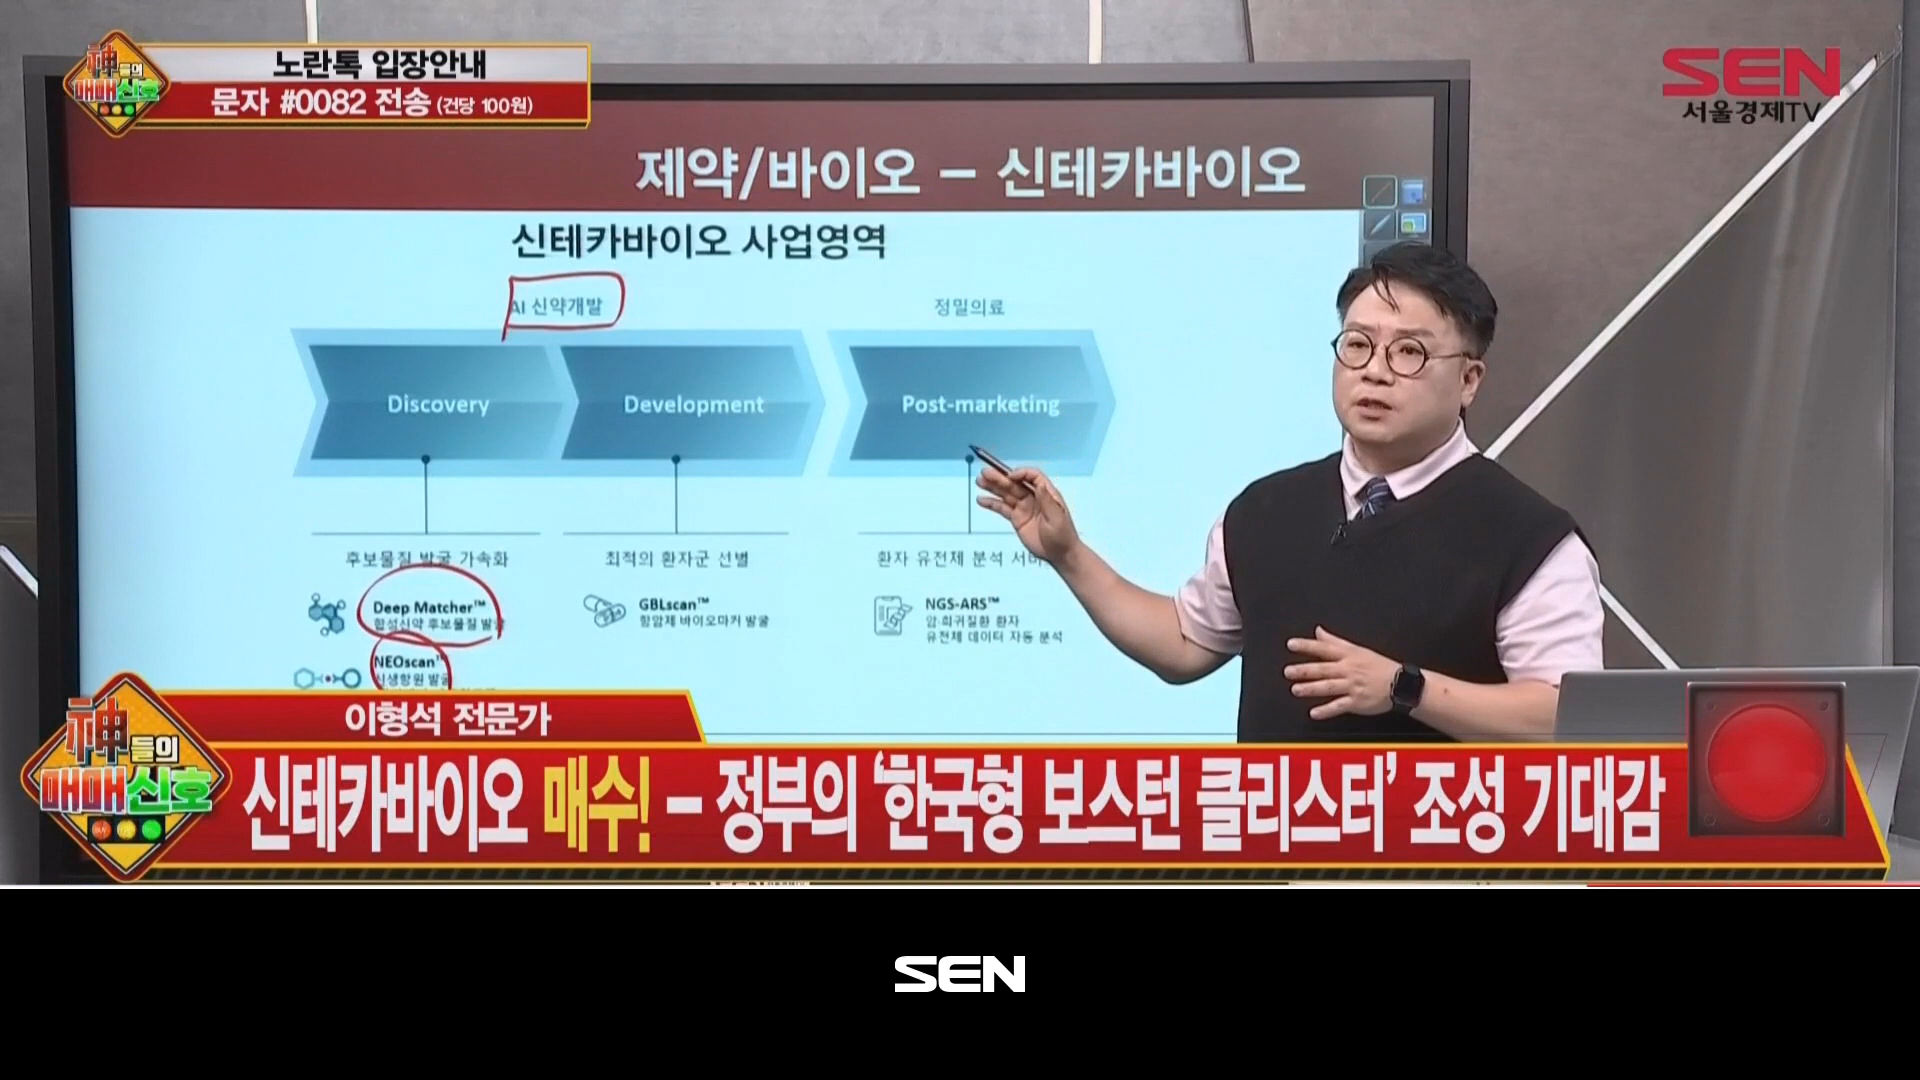 神들의
매매신호
노란톡 입장안내
문자 #0082 전송 (건당 100원)
SEN
서울경제TV
제약/바이오 – 신테카바이오
신테카바이오 사업영역
AI 신약개발
정밀의료
Discovery
Development
Post-marketing
후보물질 발굴 가속화
최적의 환자군 선별
환자 유전체 분석
Deep Matcher™
합성신약 후보물질 발굴
GBLscan™
항암제 바이오마커 발굴
NGS-ARS™
암·희귀질환 환자
유전체 데이터 자동 분석
NEOscan™
신생항원 발굴
이형석 전문가
神들의
매매신호
신테카바이오 매수! – 정부의 ‘한국형 보스턴 클리스터’ 조성 기대감
SEN